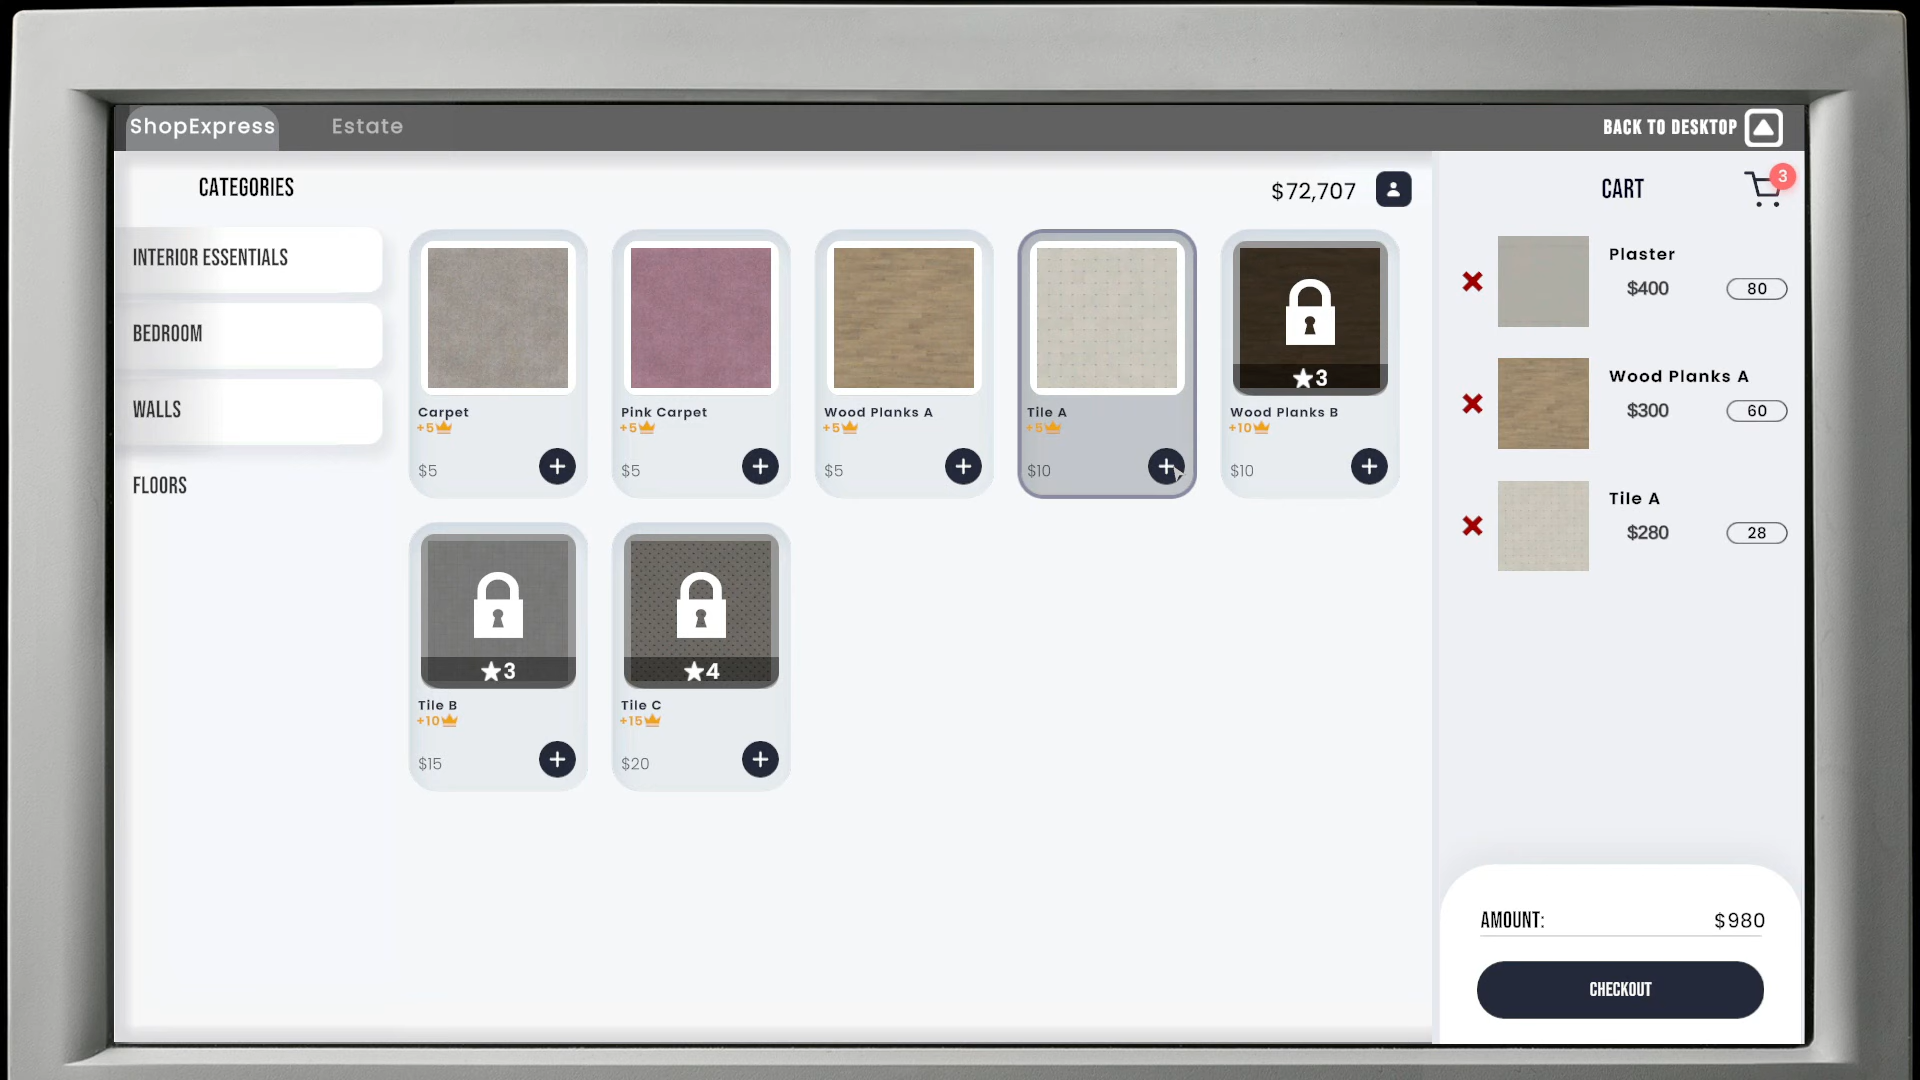 ShopExpress
Estate
BACK TO DESKTOP
CATEGORIES
$72,707
INTERIOR ESSENTIALS
BEDROOM
WALLS
FLOORS
Carpet
+5
$5
Pink Carpet
+5
$5
Wood Planks A
+5
$5
Tile A
+5
$10
3
Wood Planks B
+10
$10
3
Tile B
+10
$15
4
Tile C
+15
$20
CART
3
Plaster
$400
80
Wood Planks A
$300
60
Tile A
$280
28
AMOUNT:
$980
CHECKOUT